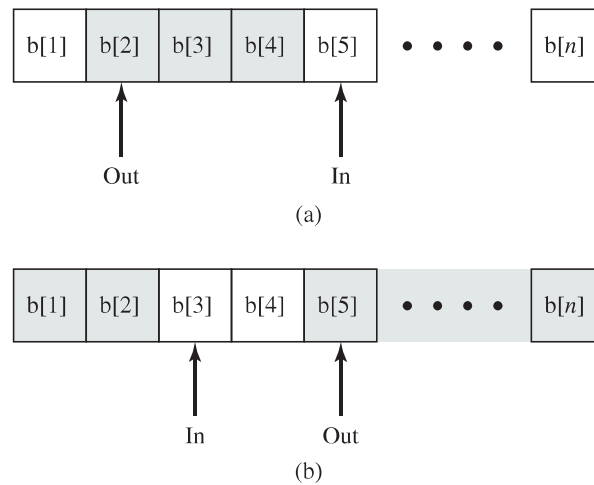 b[1] b[2] b[3] b[4] b[5] • • • • b[n]
Out In
(a)
b[1] b[2] b[3] b[4] b[5] • • • • b[n]
In Out
(b)